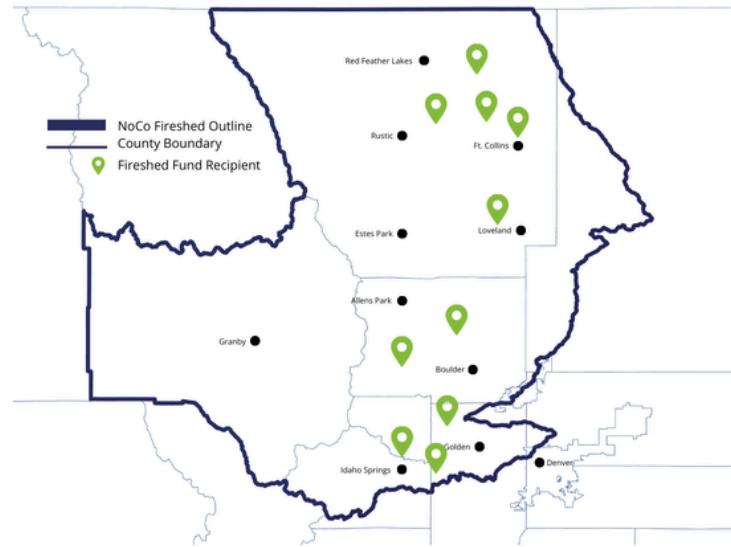 Red Feather Lakes
NoCo Fireshed Outline
County Boundary
Fireshed Fund Recipient
Rustic
Ft. Collins
Estes Park
Loveland
Allens Park
Granby
Boulder
Golden
Idaho Springs
Denver